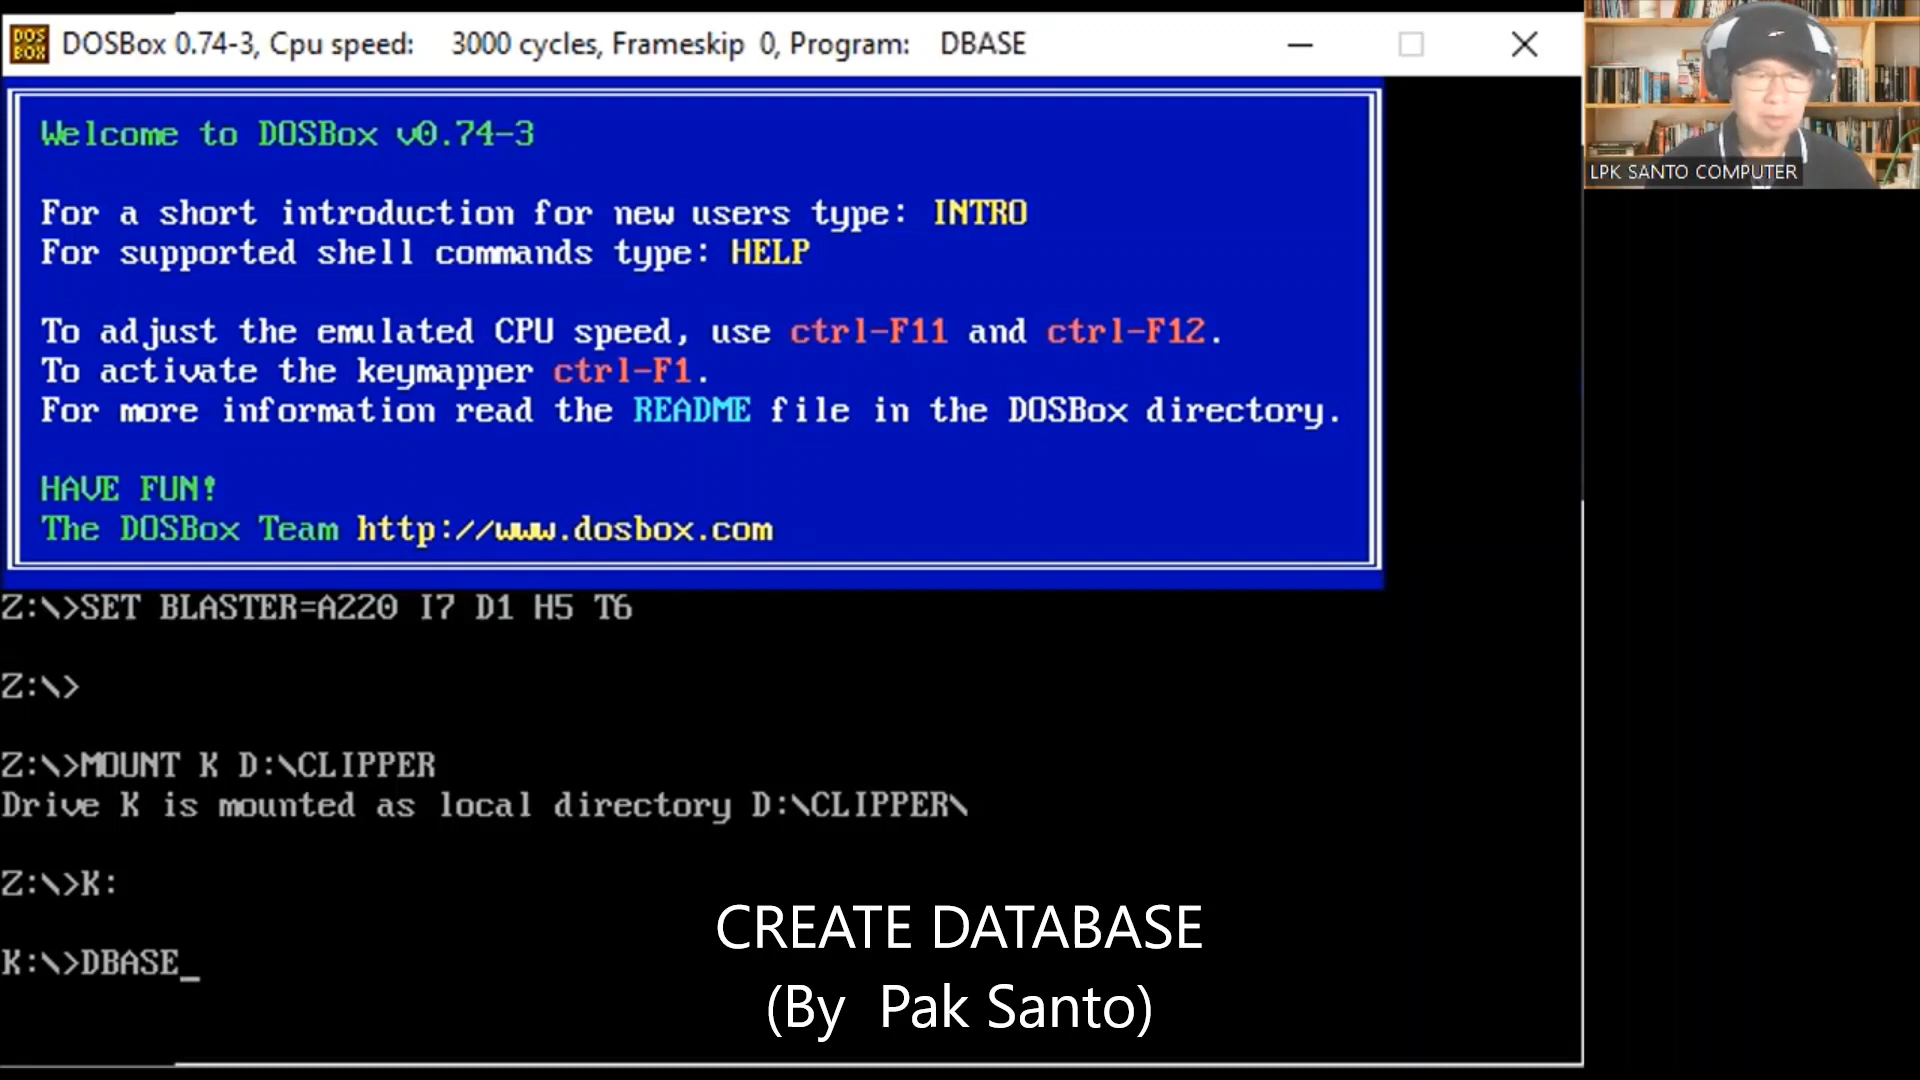 DOS BOX
DOSBox 0.74-3, Cpu speed: 3000 cycles, Frameskip 0, Program: DBASE
Welcome to DOSBox v0.74-3
For a short introduction for new users type: INTRO
For supported shell commands type: HELP
To adjust the emulated CPU speed, use ctrl-F11 and ctrl-F12.
To activate the keymapper ctrl-F1.
For more information read the README file in the DOSBox directory.
HAVE FUN!
The DOSBox Team http://www.dosbox.com
Z:\>SET BLASTER=A220 I7 D1 H5 T6
Z:\>
Z:\>MOUNT K D:\CLIPPER
Drive K is mounted as local directory D:\CLIPPER\
Z:\>K:
K:\>DBASE_
LPK SANTO COMPUTER
CREATE DATABASE
(By Pak Santo)